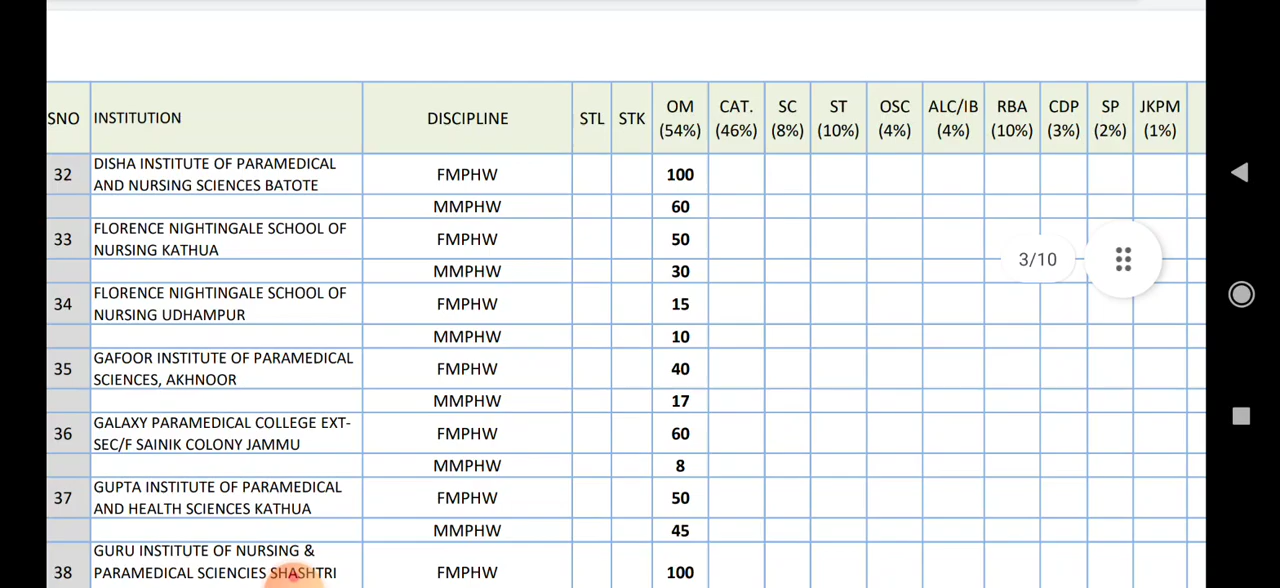 SNO INSTITUTION DISCIPLINE STL STK OM (54%) CAT. (46%) SC (8%) ST (10%) OSC (4%) ALC/IB (4%) RBA (10%) CDP (3%) SP (2%) JKPM (1%)
32 DISHA INSTITUTE OF PARAMEDICAL AND NURSING SCIENCES BATOTE FMPHW 100
MMPHW 60
33 FLORENCE NIGHTINGALE SCHOOL OF NURSING KATHUA FMPHW 50
MMPHW 30
34 FLORENCE NIGHTINGALE SCHOOL OF NURSING UDHAMPUR FMPHW 15
MMPHW 10
35 GAFOOR INSTITUTE OF PARAMEDICAL SCIENCES, AKHNOOR FMPHW 40
MMPHW 17
36 GALAXY PARAMEDICAL COLLEGE EXT-SEC/F SAINIK COLONY JAMMU FMPHW 60
MMPHW 8
37 GUPTA INSTITUTE OF PARAMEDICAL AND HEALTH SCIENCES KATHUA FMPHW 50
MMPHW 45
38 GURU INSTITUTE OF NURSING & PARAMEDICAL SCIENCIES SHASHTRI FMPHW 100
3/10